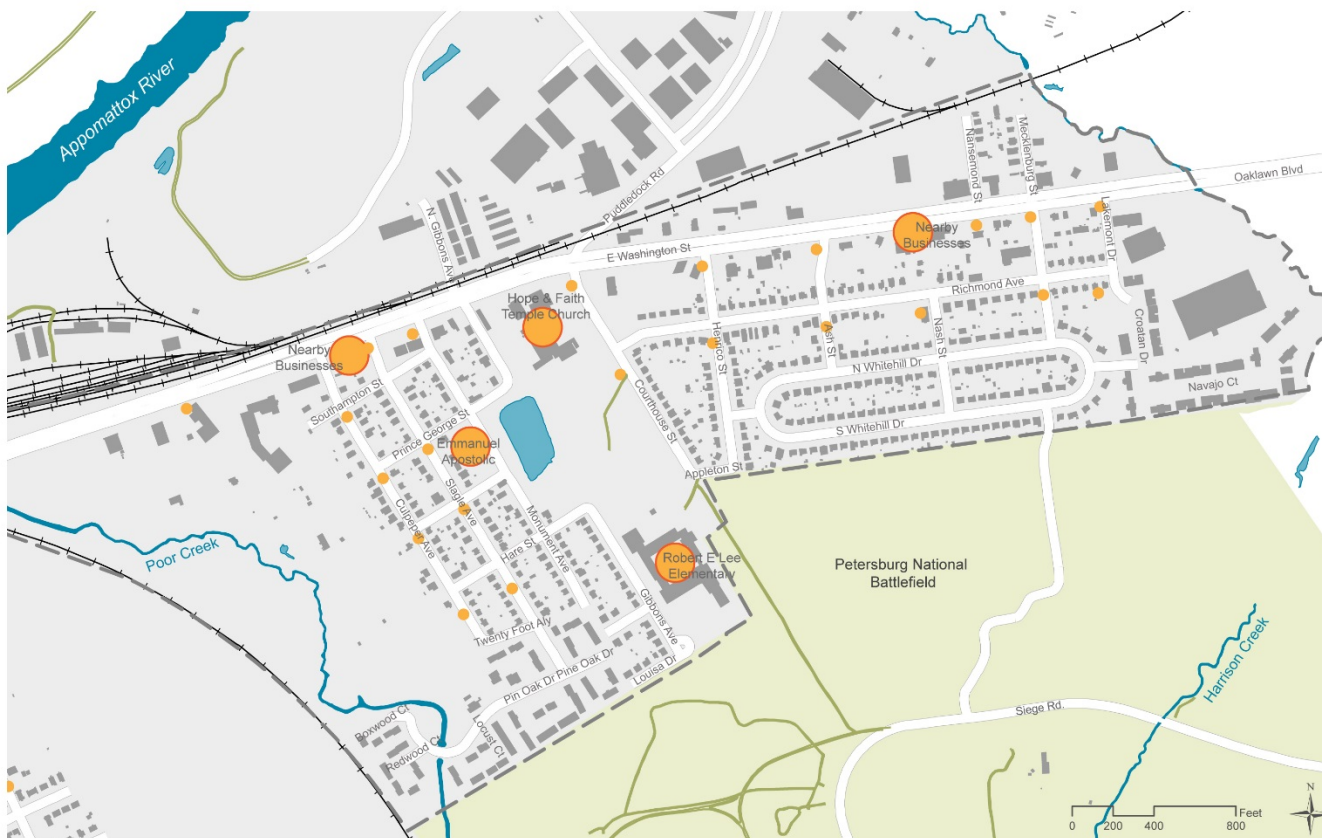 Appomattox River
N. Gibbons Ave
Puddledock Rd
Nansemond St
Mecklenburg St
Oaklawn Blvd
Lakemont Dr
E Washington St
Nearby
Businesses
Richmond Ave
Hope & Faith
Temple Church
Henrico St
Ash St
Nash St
Croatan Dr
Nearby
Businesses
N Whitehill Dr
Southampton St
Courthouse St
Navajo Ct
Prince George St
S Whitehill Dr
Emmanuel
Apostolic
Appleton St
Slagle Ave
Culpeper Ave
Monument Ave
Hare St
Poor Creek
Robert E Lee
Elementary
Petersburg National
Battlefield
Gibbons Ave
Twenty Foot Aly
Pine Oak Dr
Louisa Dr
Pin Oak Dr
Harrison Creek
Boxwood Ct
Redwood Ct
Locust Ct
Siege Rd.
N
Feet
0 200 400 800